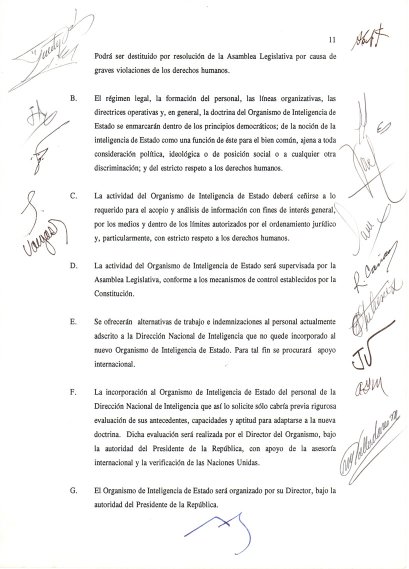 11
Podrá ser destituido por resolución de la Asamblea Legislativa por causa de
graves violaciones de los derechos humanos.
B. El régimen legal, la formación del personal, las líneas organizativas, las
directrices operativas y, en general, la doctrina del Organismo de Inteligencia de
Estado se enmarcarán dentro de los principios democráticos; de la noción de la
inteligencia de Estado como una función de éste para el bien común, ajena a toda
consideración política, ideológica o de posición social o a cualquier otra
discriminación; y del estricto respeto a los derechos humanos.
C. La actividad del Organismo de Inteligencia de Estado deberá ceñirse a lo
requerido para el acopio y análisis de información con fines de interés general,
por los medios y dentro de los límites autorizados por el ordenamiento jurídico
y, particularmente, con estricto respeto a los derechos humanos.
D. La actividad del Organismo de Inteligencia de Estado será supervisada por la
Asamblea Legislativa, conforme a los mecanismos de control establecidos por la
Constitución.
E. Se ofrecerán alternativas de trabajo e indemnizaciones al personal actualmente
adscrito a la Dirección Nacional de Inteligencia que no quede incorporado al
nuevo Organismo de Inteligencia de Estado. Para tal fin se procurará apoyo
internacional.
F. La incorporación al Organismo de Inteligencia de Estado del personal de la
Dirección Nacional de Inteligencia que así lo solicite sólo cabría previa rigurosa
evaluación de sus antecedentes, capacidades y aptitud para adaptarse a la nueva
doctrina. Dicha evaluación será realizada por el Director del Organismo, bajo
la autoridad del Presidente de la República, con apoyo de la asesoría
internacional y la verificación de las Naciones Unidas.
G. El Organismo de Inteligencia de Estado será organizado por su Director, bajo la
autoridad del Presidente de la República.